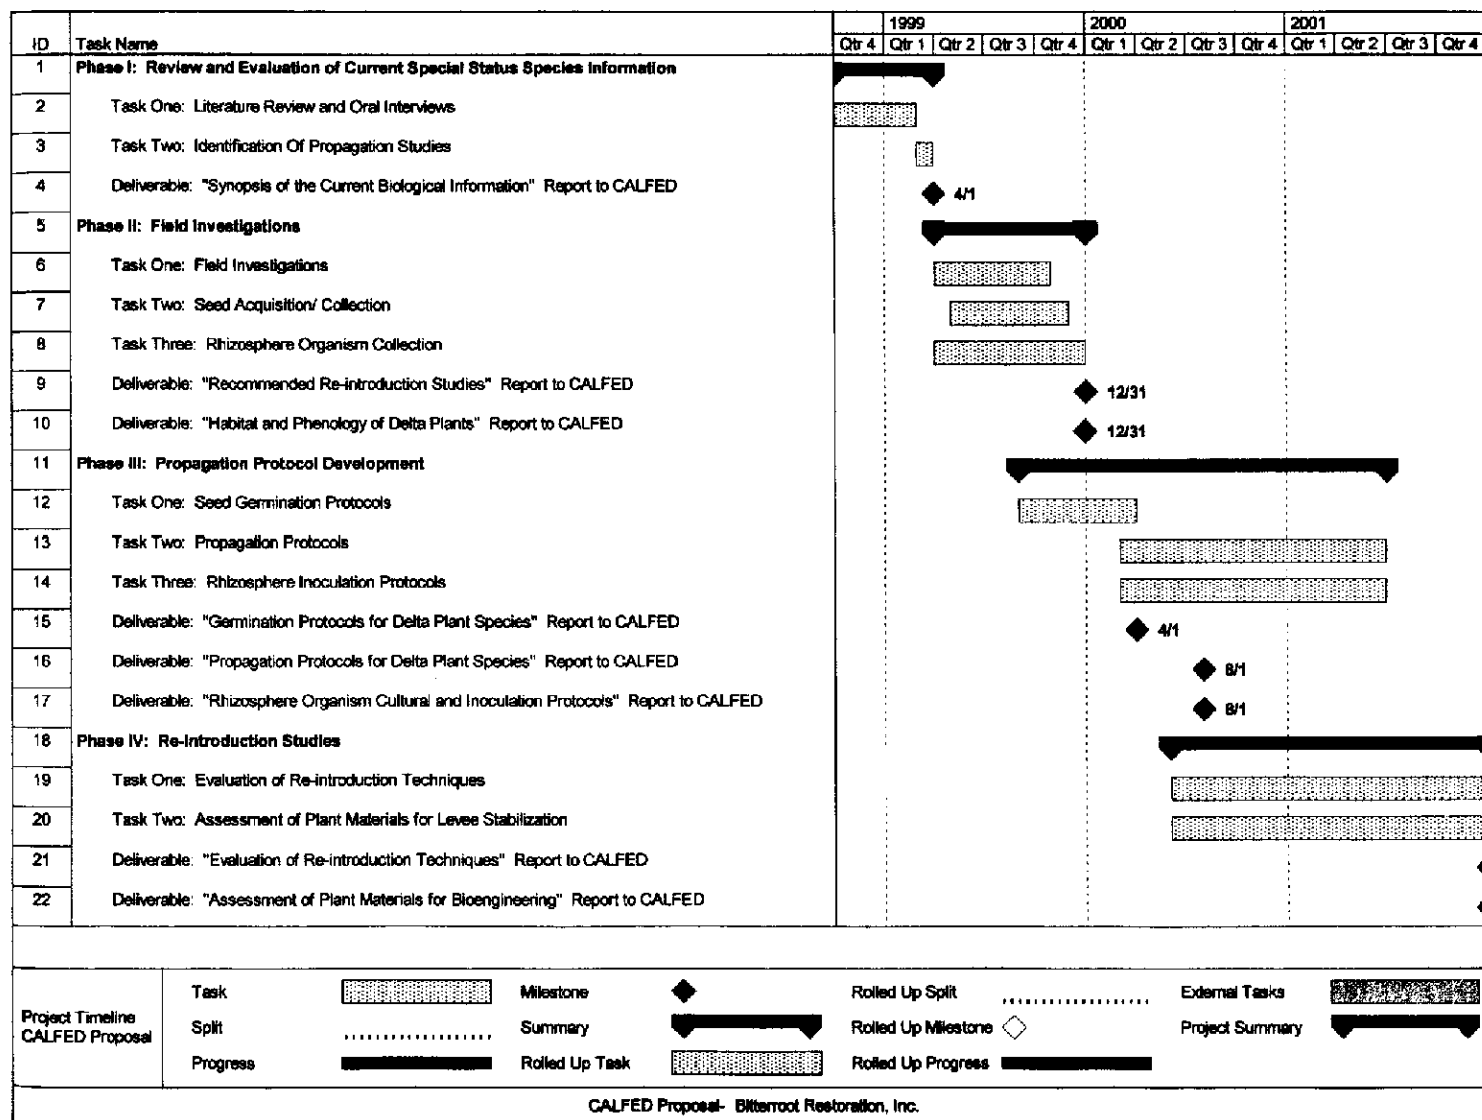 1999 2000 2001
ID Task Name Qtr 4 Qtr 1 Qtr 2 Qtr 3 Qtr 4 Qtr 1 Qtr 2 Qtr 3 Qtr 4 Qtr 1 Qtr 2 Qtr 3 Qtr 4
1 Phase I: Review and Evaluation of Current Special Status Species Information
2 Task One: Literature Review and Oral Interviews
3 Task Two: Identification Of Propagation Studies
4 Deliverable: "Synopsis of the Current Biological Information" Report to CALFED 4/1
5 Phase II: Field Investigations
6 Task One: Field Investigations
7 Task Two: Seed Acquisition/ Collection
8 Task Three: Rhizosphere Organism Collection
9 Deliverable: "Recommended Re-introduction Studies" Report to CALFED 12/31
10 Deliverable: "Habitat and Phenology of Delta Plants" Report to CALFED 12/31
11 Phase III: Propagation Protocol Development
12 Task One: Seed Germination Protocols
13 Task Two: Propagation Protocols
14 Task Three: Rhizosphere Inoculation Protocols
15 Deliverable: "Germination Protocols for Delta Plant Species" Report to CALFED 4/1
16 Deliverable: "Propagation Protocols for Delta Plant Species" Report to CALFED 8/1
17 Deliverable: "Rhizosphere Organism Cultural and Inoculation Protocols" Report to CALFED 8/1
18 Phase IV: Re-Introduction Studies
19 Task One: Evaluation of Re-introduction Techniques
20 Task Two: Assessment of Plant Materials for Levee Stabilization
21 Deliverable: "Evaluation of Re-introduction Techniques" Report to CALFED
22 Deliverable: "Assessment of Plant Materials for Bioengineering" Report to CALFED
Project Timeline
CALFED Proposal
Task Milestone Rolled Up Split External Tasks
Split Summary Rolled Up Milestone Project Summary
Progress Rolled Up Task Rolled Up Progress
CALFED Proposal- Bitterroot Restoration, Inc.